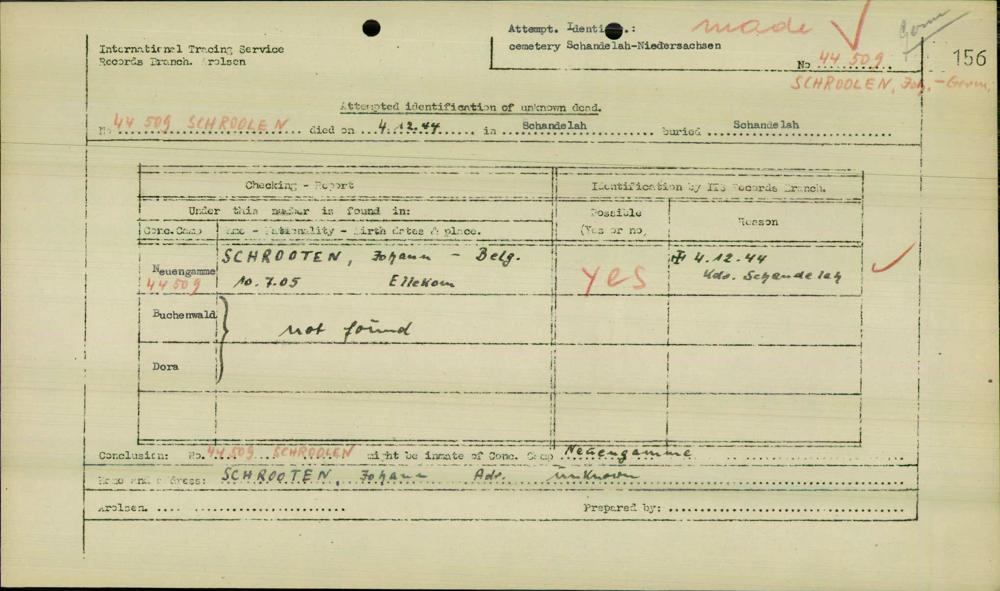 Attempt. Identi :
made
Germ
International Tracing Service
cemetery Schandelah-Niedersachsen
Records Branch. Arolsen
No 44 509
156
SCHROOLEN, Joh. - Germ.
Attempted identification of unknown dead.
No 44 509 SCHROOLEN died on 4.12.44 in Schandelah buried Schandelah
Checking - Report
Identification by ITS Records Branch.
Under this number is found in:
Possible
(Yes or no)
Reason
Conc.Camp
Name - Nationality - Birth dates & place.
Neuengamme
44 509
SCHROOTEN, Johann - Belg.
10.7.05 Ellekom
yes
4.12.44
Kdo. Schandelah
Buchenwald
not found
Dora
Conclusion: No. 44 509 SCHROOLEN might be inmate of Conc. Camp Neuengamme
Name and address: SCHROOTEN, Johann Adr. unknown
Arolsen.
Prepared by: